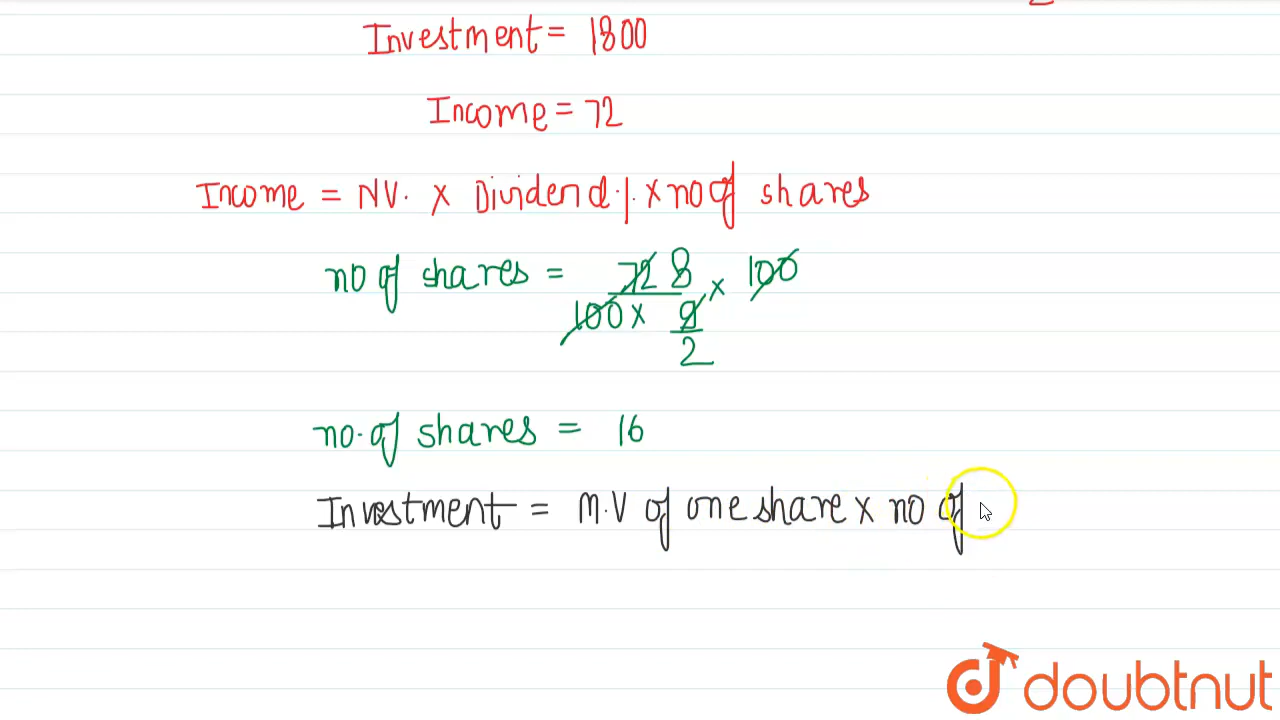 Investment = 1800
Income = 72
Income = NV. × Dividend % × no of shares
no of shares = 72 8 / 100 × 9/2 × 100
no. of shares = 16
Investment = M.V of one share × no of
doubtnut